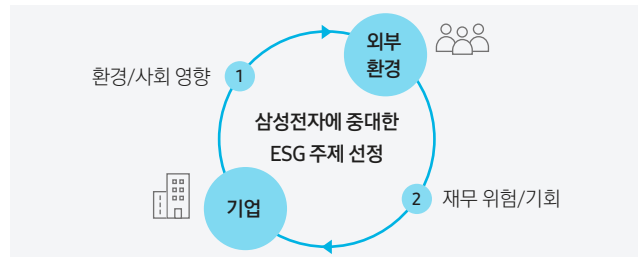 외부
환경
환경/사회 영향
1
삼성전자에 중대한
ESG 주제 선정
기업
2
재무 위험/기회